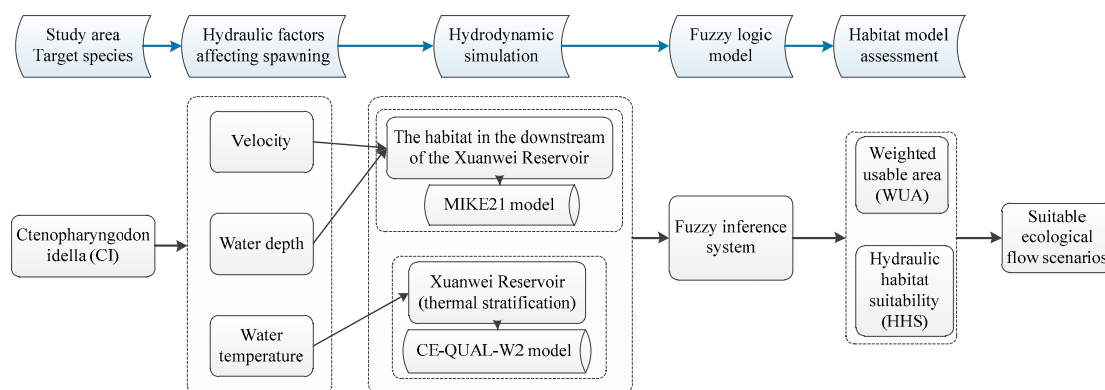 Study area
Target species
Hydraulic factors
affecting spawning
Hydrodynamic
simulation
Fuzzy logic
model
Habitat model
assessment
Ctenopharyngodon
idella (CI)
Velocity
Water depth
Water
temperature
The habitat in the downstream
of the Xuanwei Reservoir
MIKE21 model
Xuanwei Reservoir
(thermal stratification)
CE-QUAL-W2 model
Fuzzy inference
system
Weighted
usable area
(WUA)
Hydraulic
habitat
suitability
(HHS)
Suitable
ecological
flow scenarios